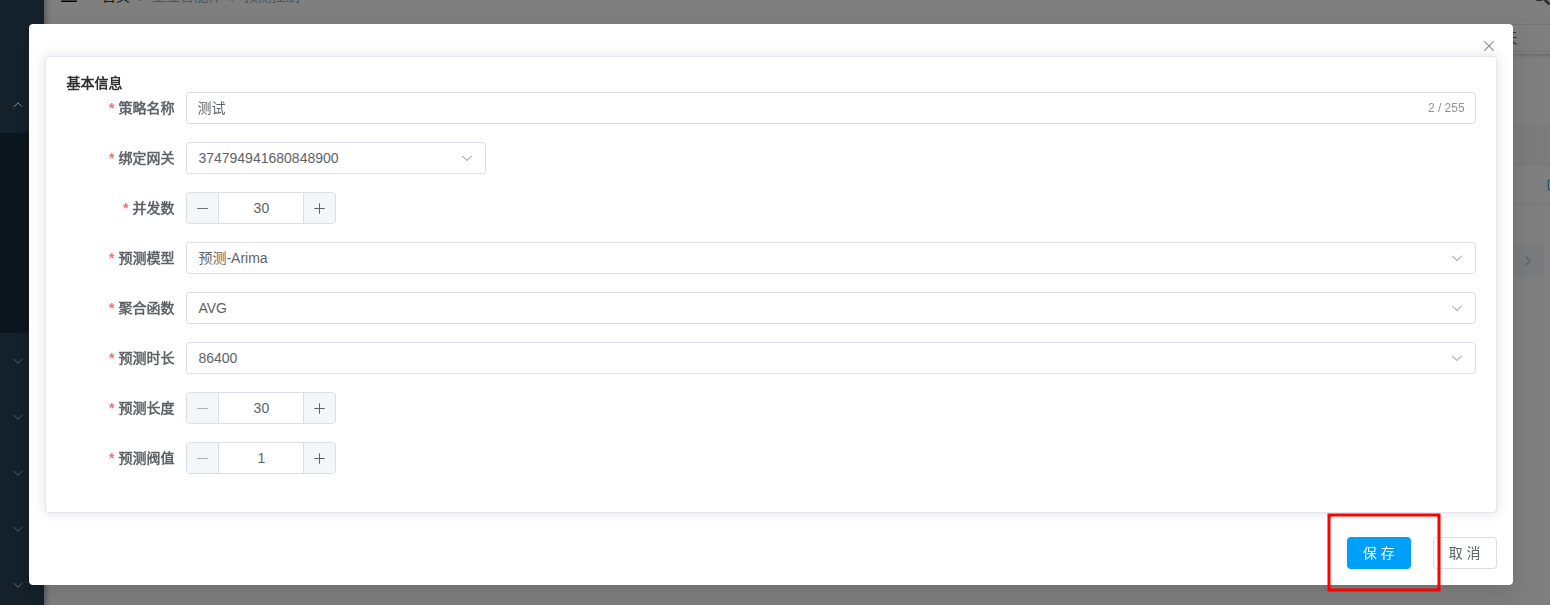 基本信息
* 策略名称 测试 2 / 255
* 绑定网关 374794941680848900
* 并发数 30
* 预测模型 预测-Arima
* 聚合函数 AVG
* 预测时长 86400
* 预测长度 30
* 预测阀值 1
保 存 取 消